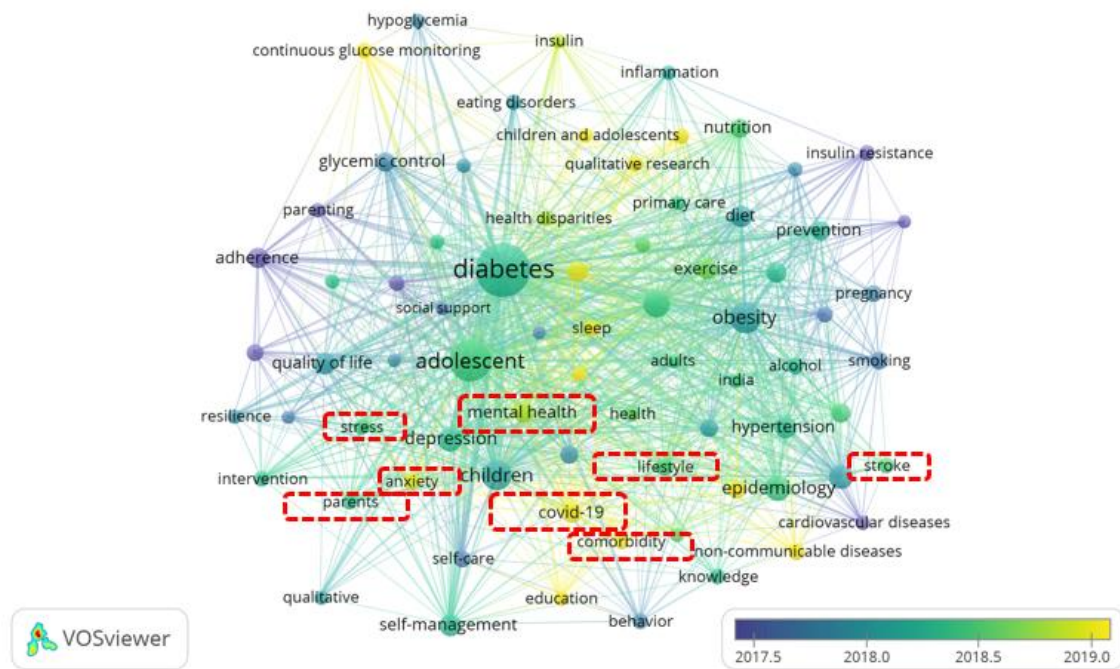 hypoglycemia
continuous glucose monitoring
insulin
inflammation
eating disorders
children and adolescents
nutrition
glycemic control
qualitative research
insulin resistance
parenting
primary care
health disparities
diet
prevention
adherence
diabetes
exercise
social support
pregnancy
obesity
sleep
quality of life
adolescent
adults
alcohol
smoking
india
resilience
mental health
health
stress
depression
hypertension
intervention
anxiety
children
lifestyle
stroke
epidemiology
parents
covid-19
cardiovascular diseases
comorbidity
non-communicable diseases
self-care
knowledge
qualitative
education
self-management
behavior
VOSviewer
2017.5 2018.0 2018.5 2019.0